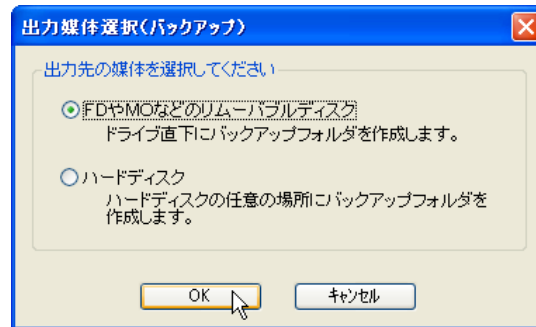 出力媒体選択(バックアップ)
出力先の媒体を選択してください
FDやMOなどのリムーバブルディスク
ドライブ直下にバックアップフォルダを作成します。
ハードディスク
ハードディスクの任意の場所にバックアップフォルダを
作成します。
OK
キャンセル